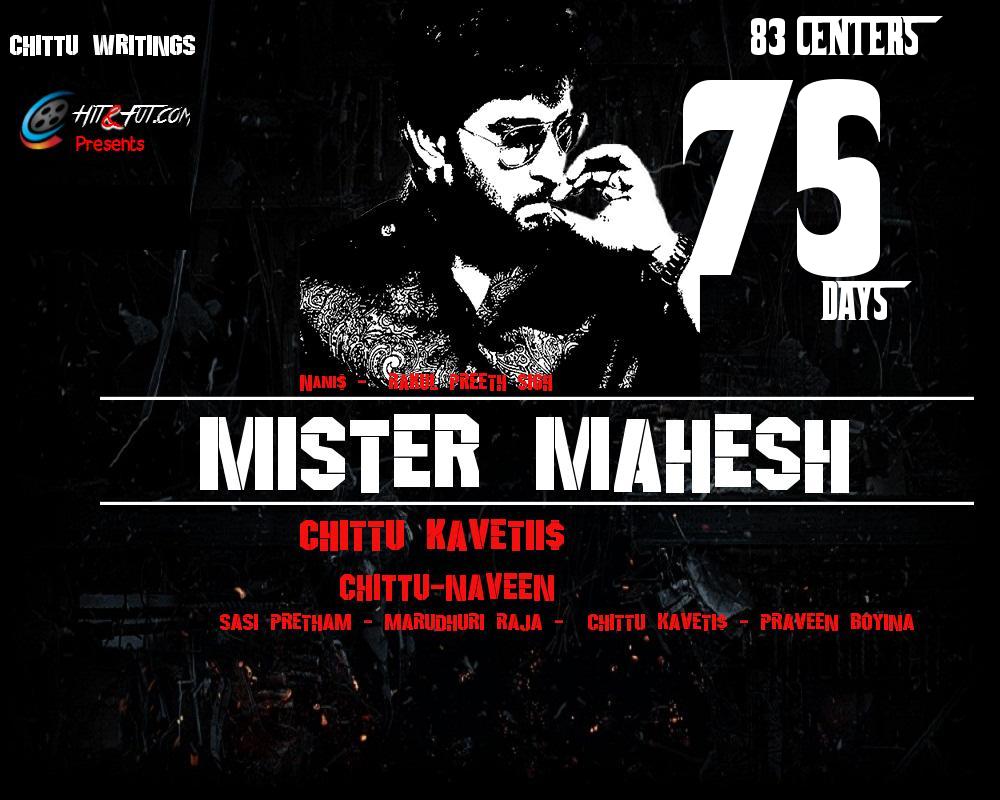 CHITTU WRITINGS
83 CENTERS
HIT&FUT.COM
Presents
75
DAYS
NANI$ - RAKUL PREETH SIGH
MISTER MAHESH
CHITTU KAVETII$
CHITTU-NAVEEN
SASI PRETHAM - MARUDHURI RAJA - CHITTU KAVETI$ - PRAVEEN BOYINA